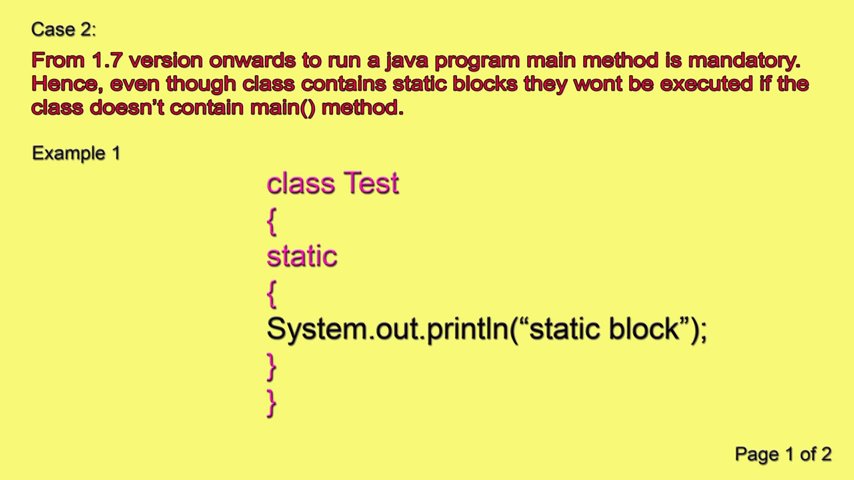 Case 2:
From 1.7 version onwards to run a java program main method is mandatory.
Hence, even though class contains static blocks they wont be executed if the
class doesn't contain main() method.
Example 1
class Test
{
static
{
System.out.println(“static block”);
}
}
Page 1 of 2